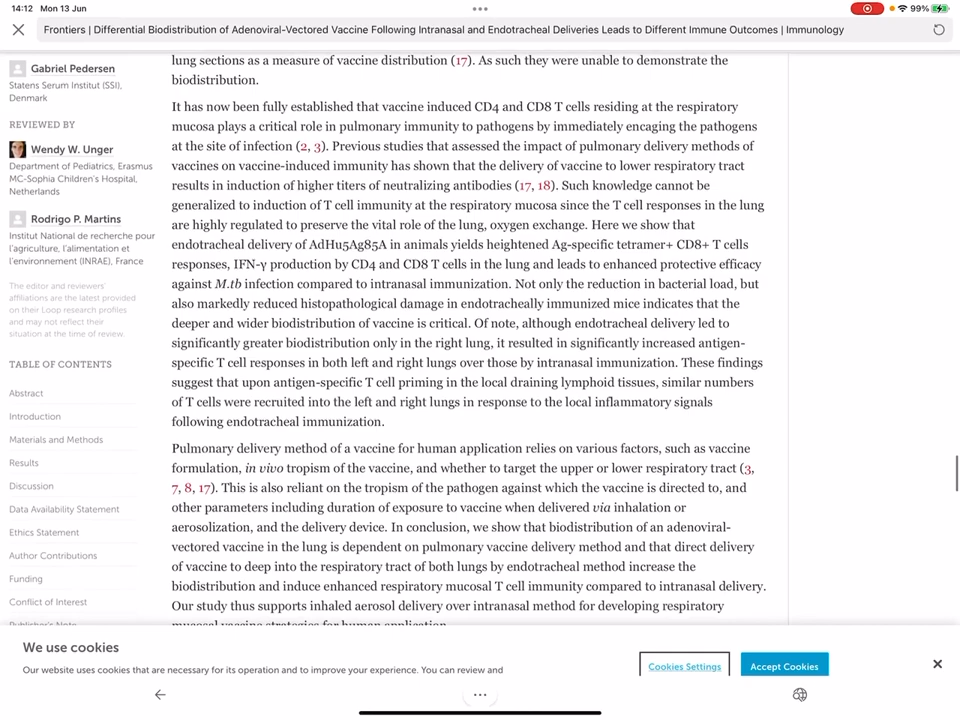 14:12 Mon 13 Jun
99%
Frontiers | Differential Biodistribution of Adenoviral-Vectored Vaccine Following Intranasal and Endotracheal Deliveries Leads to Different Immune Outcomes | Immunology
Gabriel Pedersen
Statens Serum Institut (SSI),
Denmark
REVIEWED BY
Wendy W. Unger
Department of Pediatrics, Erasmus
MC-Sophia Children's Hospital,
Netherlands
Rodrigo P. Martins
Institut National de recherche pour
l'agriculture, l'alimentation et
l'environnement (INRAE), France
The editor and reviewers'
affiliations are the latest provided
on their Loop research profiles
and may not reflect their
situation at the time of review.
TABLE OF CONTENTS
Abstract
Introduction
Materials and Methods
Results
Discussion
Data Availability Statement
Ethics Statement
Author Contributions
Funding
Conflict of Interest
Publisher's Note
lung sections as a measure of vaccine distribution (17). As such they were unable to demonstrate the
biodistribution.
It has now been fully established that vaccine induced CD4 and CD8 T cells residing at the respiratory
mucosa plays a critical role in pulmonary immunity to pathogens by immediately encaging the pathogens
at the site of infection (2, 3). Previous studies that assessed the impact of pulmonary delivery methods of
vaccines on vaccine-induced immunity has shown that the delivery of vaccine to lower respiratory tract
results in induction of higher titers of neutralizing antibodies (17, 18). Such knowledge cannot be
generalized to induction of T cell immunity at the respiratory mucosa since the T cell responses in the lung
are highly regulated to preserve the vital role of the lung, oxygen exchange. Here we show that
endotracheal delivery of AdHu5Ag85A in animals yields heightened Ag-specific tetramer+ CD8+ T cells
responses, IFN-γ production by CD4 and CD8 T cells in the lung and leads to enhanced protective efficacy
against M.tb infection compared to intranasal immunization. Not only the reduction in bacterial load, but
also markedly reduced histopathological damage in endotracheally immunized mice indicates that the
deeper and wider biodistribution of vaccine is critical. Of note, although endotracheal delivery led to
significantly greater biodistribution only in the right lung, it resulted in significantly increased antigen-
specific T cell responses in both left and right lungs over those by intranasal immunization. These findings
suggest that upon antigen-specific T cell priming in the local draining lymphoid tissues, similar numbers
of T cells were recruited into the left and right lungs in response to the local inflammatory signals
following endotracheal immunization.
Pulmonary delivery method of a vaccine for human application relies on various factors, such as vaccine
formulation, in vivo tropism of the vaccine, and whether to target the upper or lower respiratory tract (3,
7, 8, 17). This is also reliant on the tropism of the pathogen against which the vaccine is directed to, and
other parameters including duration of exposure to vaccine when delivered via inhalation or
aerosolization, and the delivery device. In conclusion, we show that biodistribution of an adenoviral-
vectored vaccine in the lung is dependent on pulmonary vaccine delivery method and that direct delivery
of vaccine to deep into the respiratory tract of both lungs by endotracheal method increase the
biodistribution and induce enhanced respiratory mucosal T cell immunity compared to intranasal delivery.
Our study thus supports inhaled aerosol delivery over intranasal method for developing respiratory
mucosal vaccine strategies for human application.
We use cookies
Our website uses cookies that are necessary for its operation and to improve your experience. You can review and
Cookies Settings
Accept Cookies